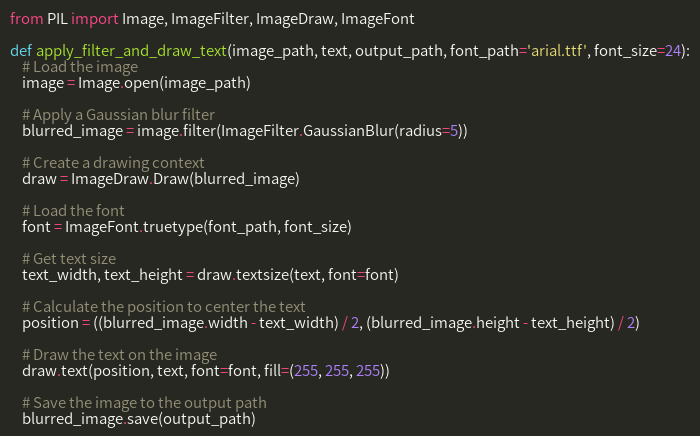 from PIL import Image, ImageFilter, ImageDraw, ImageFont
def apply_filter_and_draw_text(image_path, text, output_path, font_path='arial.ttf', font_size=24):
# Load the image
image = Image.open(image_path)
# Apply a Gaussian blur filter
blurred_image = image.filter(ImageFilter.GaussianBlur(radius=5))
# Create a drawing context
draw = ImageDraw.Draw(blurred_image)
# Load the font
font = ImageFont.truetype(font_path, font_size)
# Get text size
text_width, text_height = draw.textsize(text, font=font)
# Calculate the position to center the text
position = ((blurred_image.width - text_width) / 2, (blurred_image.height - text_height) / 2)
# Draw the text on the image
draw.text(position, text, font=font, fill=(255, 255, 255))
# Save the image to the output path
blurred_image.save(output_path)